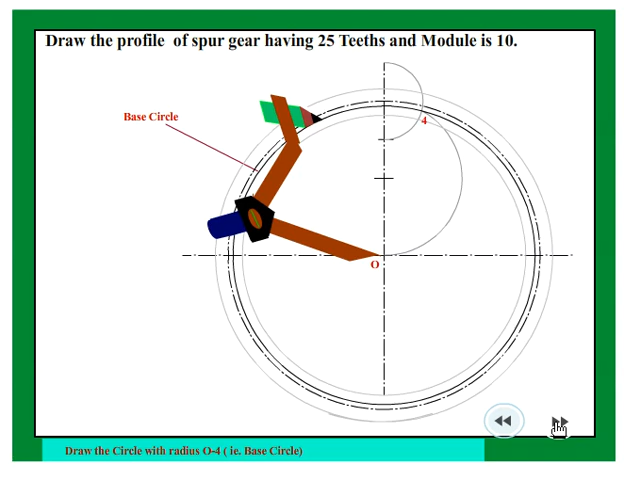 Draw the profile of spur gear having 25 Teeths and Module is 10.
Base Circle
4
O
Draw the Circle with radius O-4 ( ie. Base Circle)